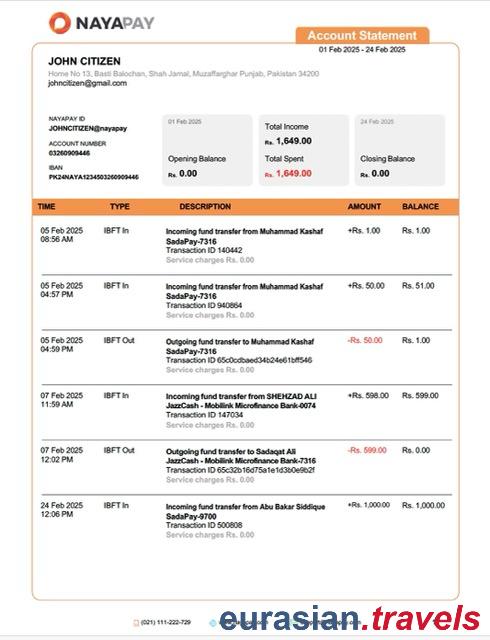 NAYAPAY
Account Statement
01 Feb 2025 - 24 Feb 2025
JOHN CITIZEN
Home No 13, Basti Balochan, Shah Jamal, Muzaffarghar Punjab, Pakistan 34200
johncitizen@gmail.com
NAYAPAY ID
JOHNCITIZEN@nayapay
ACCOUNT NUMBER
03260909446
IBAN
PK24NAYA1234503260909446
01 Feb 2025
Opening Balance
Rs. 0.00
Total Income
Rs. 1,649.00
Total Spent
Rs. 1,649.00
24 Feb 2025
Closing Balance
Rs. 0.00
TIME TYPE DESCRIPTION AMOUNT BALANCE
05 Feb 2025 IBFT In Incoming fund transfer from Muhammad Kashaf +Rs. 1.00 Rs. 1.00
08:56 AM SadaPay-7316
Transaction ID 140442
Service charges Rs. 0.00
05 Feb 2025 IBFT In Incoming fund transfer from Muhammad Kashaf +Rs. 50.00 Rs. 51.00
04:57 PM SadaPay-7316
Transaction ID 940864
Service charges Rs. 0.00
05 Feb 2025 IBFT Out Outgoing fund transfer to Muhammad Kashaf -Rs. 50.00 Rs. 1.00
04:59 PM SadaPay-7316
Transaction ID 65c0cdbaed34b24e61bff546
Service charges Rs. 0.00
07 Feb 2025 IBFT In Incoming fund transfer from SHEHZAD ALI +Rs. 598.00 Rs. 599.00
11:59 AM JazzCash - Mobilink Microfinance Bank-0074
Transaction ID 147034
Service charges Rs. 0.00
07 Feb 2025 IBFT Out Outgoing fund transfer to Sadaqat Ali -Rs. 599.00 Rs. 0.00
12:02 PM JazzCash - Mobilink Microfinance Bank-7316
Transaction ID 65c32b16d75a1e1d3b0e9b2f
Service charges Rs. 0.00
24 Feb 2025 IBFT In Incoming fund transfer from Abu Bakar Siddique +Rs. 1,000.00 Rs. 1,000.00
12:06 PM SadaPay-9700
Transaction ID 500808
Service charges Rs. 0.00
(021) 111-222-729
eurasian.travels